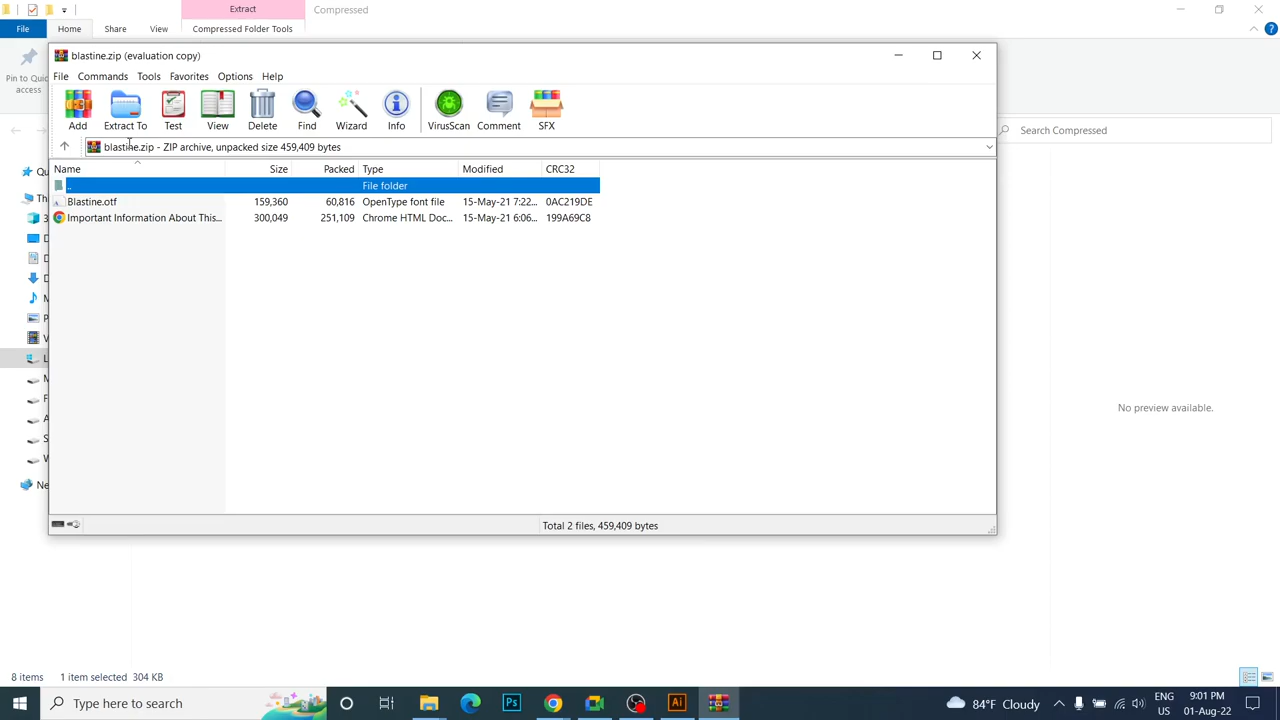 Extract
Compressed
File
Home
Share
View
Compressed Folder Tools
Pin to Quic
access
Search Compressed
No preview available.
blastine.zip (evaluation copy)
File
Commands
Tools
Favorites
Options
Help
Add
Extract To
Test
View
Delete
Find
Wizard
Info
VirusScan
Comment
SFX
blastine.zip - ZIP archive, unpacked size 459,409 bytes
Name Size Packed Type Modified CRC32
.. File folder
Blastine.otf 159,360 60,816 OpenType font file 15-May-21 7:22... 0AC219DE
Important Information About This... 300,049 251,109 Chrome HTML Doc... 15-May-21 6:06... 199A69C8
Total 2 files, 459,409 bytes
8 items 1 item selected 304 KB
Type here to search
84°F Cloudy
ENG
US
9:01 PM
01-Aug-22